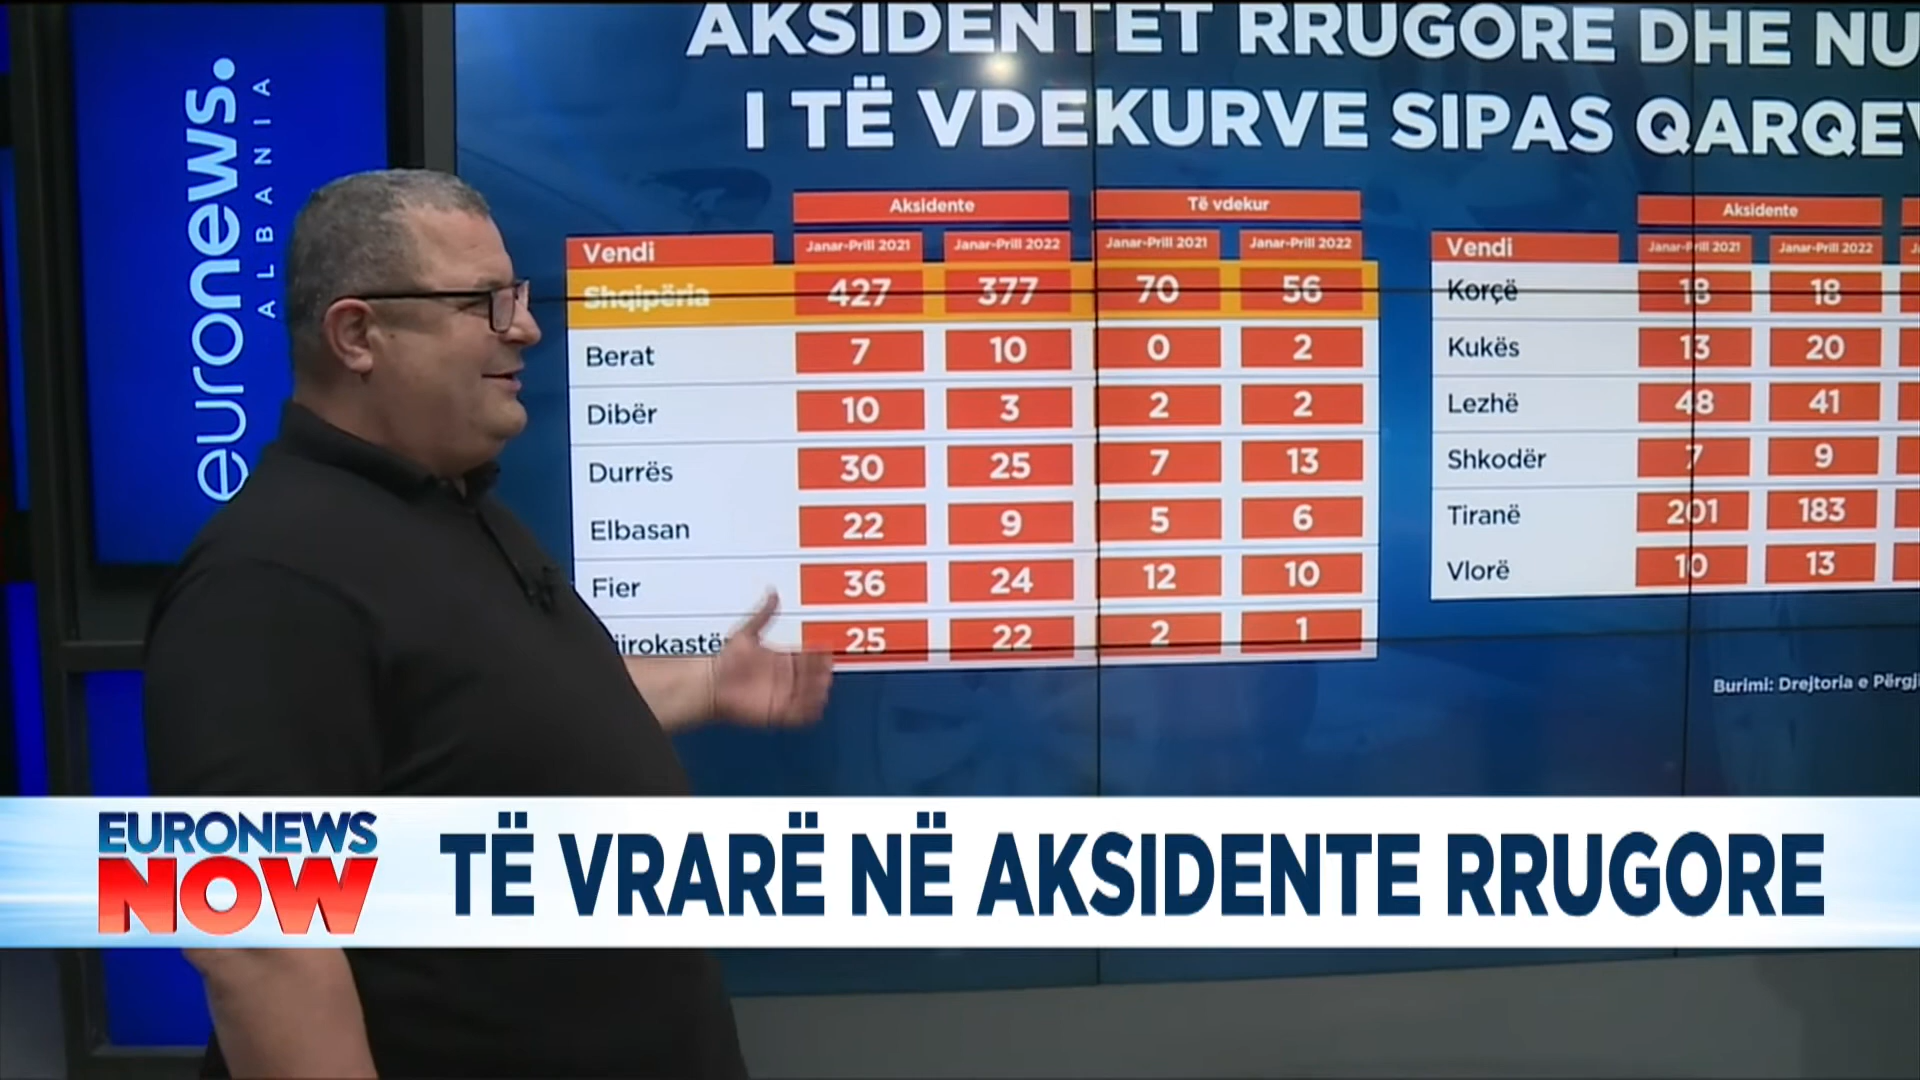 euronews.
ALBANIA
AKSIDENTET RRUGORE DHE
I TË VDEKURVE SIPAS
Aksidente Të vdekur
Vendi Janar-Prill 2021 Janar-Prill 2022 Janar-Prill 2021 Janar-Prill 2022
Shqipëria 427 377 70 56
Berat 7 10 0 2
Dibër 10 3 2 2
Durrës 30 25 7 13
Elbasan 22 9 5 6
Fier 36 24 12 10
25 22 2 1
Aksidente
Vendi Janar-Prill 2021 Janar-Prill 2022
Korçë 18 18
Kukës 13 20
Lezhë 48 41
Shkodër 7 9
Tiranë 201 183
Vlorë 10 13
Burimi: Drejtoria e
EURONEWS
NOW
TË VRARË NË AKSIDENTE RRUGORE